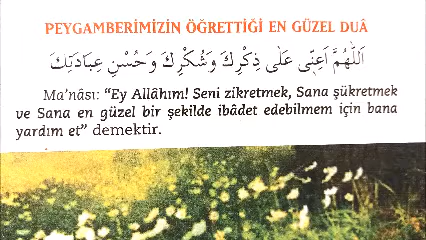 PEYGAMBERİMİZİN ÖĞRETTİĞİ EN GÜZEL DUÂ
اَللّٰهُمَّ اَعِنّ۪ى عَلٰى ذِكْرِكَ وَشُكْرِكَ وَحُسْنِ عِبَادَتِكَ
Ma'nâsı: “Ey Allâhım! Seni zikretmek, Sana şükretmek
ve Sana en güzel bir şekilde ibâdet edebilmem için bana
yardım et” demektir.